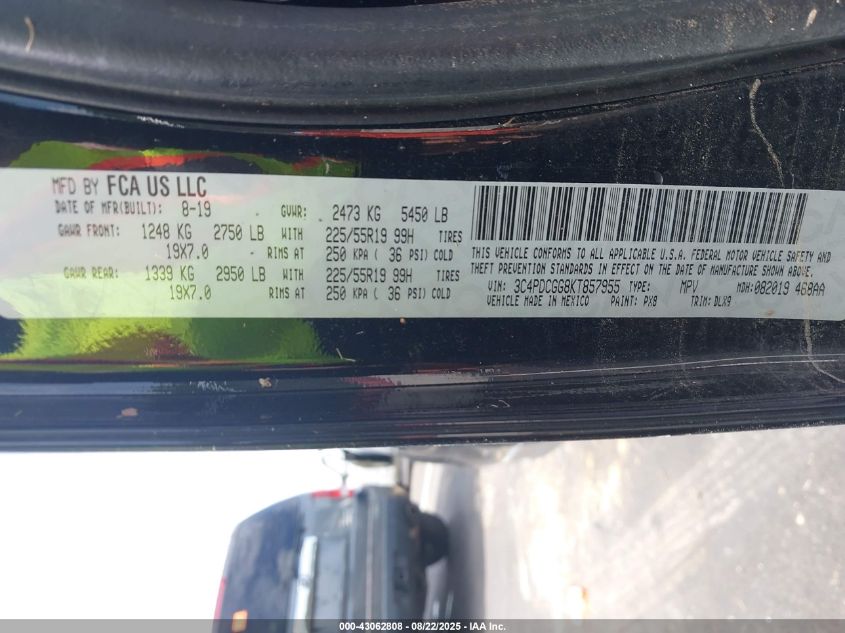 MFD BY FCA US LLC
DATE OF MFR(BUILT): 8-19 GVWR: 2473 KG 5450 LB
GAWR FRONT: 1248 KG 2750 LB WITH 225/55R19 99H TIRES
19X7.0 RIMS AT 250 KPA ( 36 PSI) COLD
GAWR REAR: 1339 KG 2950 LB WITH 225/55R19 99H TIRES
19X7.0 RIMS AT 250 KPA ( 36 PSI) COLD
THIS VEHICLE CONFORMS TO ALL APPLICABLE U.S.A. FEDERAL MOTOR VEHICLE SAFETY AND
THEFT PREVENTION STANDARDS IN EFFECT ON THE DATE OF MANUFACTURE SHOWN ABOVE.
VIN: 3C4PDCGG8KT857955 TYPE: MPV MDH:082019 468AA
VEHICLE MADE IN MEXICO PAINT: PX8 TRIM: DLX9
000-43062808 - 08/22/2025 - IAA Inc.